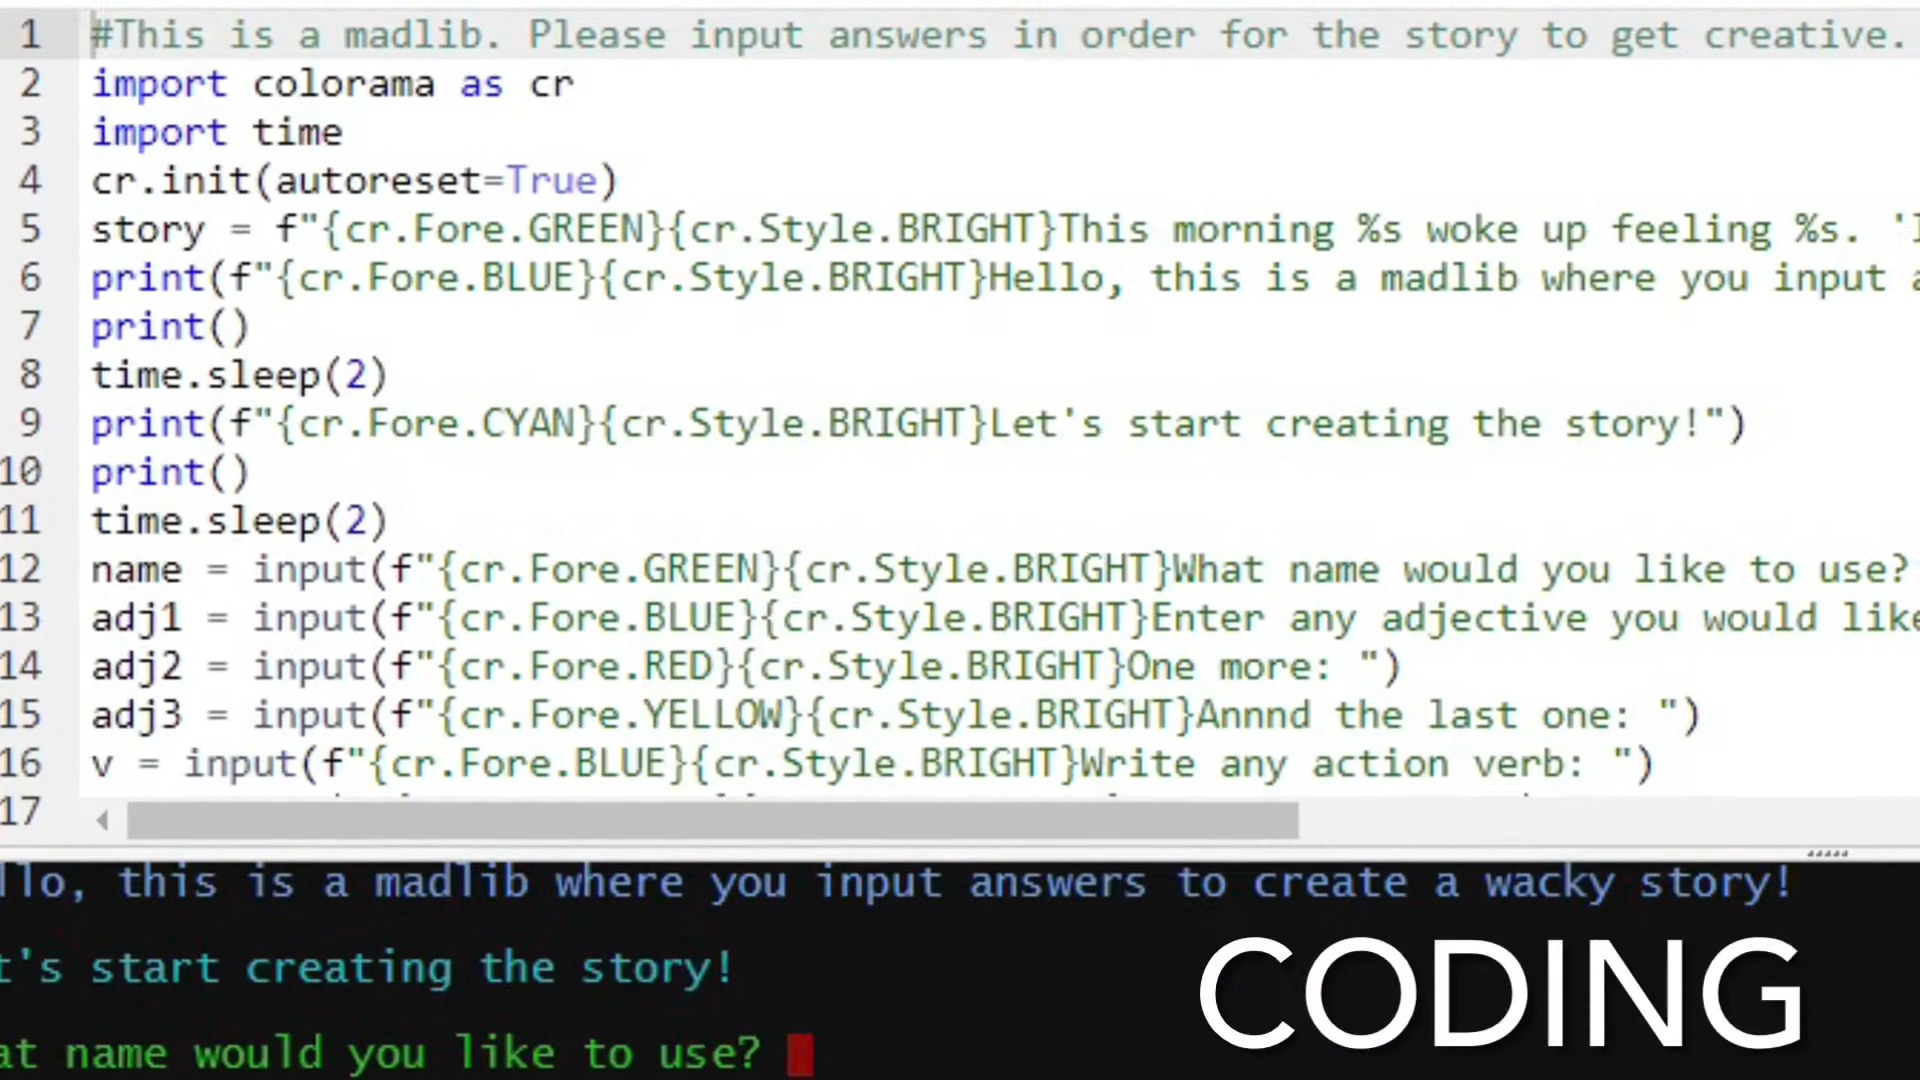 1 #This is a madlib. Please input answers in order for the story to get creative.
2 import colorama as cr
3 import time
4 cr.init(autoreset=True)
5 story = f"{cr.Fore.GREEN}{cr.Style.BRIGHT}This morning %s woke up feeling %s. '
6 print(f"{cr.Fore.BLUE}{cr.Style.BRIGHT}Hello, this is a madlib where you input
7 print()
8 time.sleep(2)
9 print(f"{cr.Fore.CYAN}{cr.Style.BRIGHT}Let's start creating the story!")
10 print()
11 time.sleep(2)
12 name = input(f"{cr.Fore.GREEN}{cr.Style.BRIGHT}What name would you like to use?
13 adj1 = input(f"{cr.Fore.BLUE}{cr.Style.BRIGHT}Enter any adjective you would like
14 adj2 = input(f"{cr.Fore.RED}{cr.Style.BRIGHT}One more: ")
15 adj3 = input(f"{cr.Fore.YELLOW}{cr.Style.BRIGHT}Annnd the last one: ")
16 v = input(f"{cr.Fore.BLUE}{cr.Style.BRIGHT}Write any action verb: ")
17
llo, this is a madlib where you input answers to create a wacky story!
t's start creating the story!
at name would you like to use?
CODING